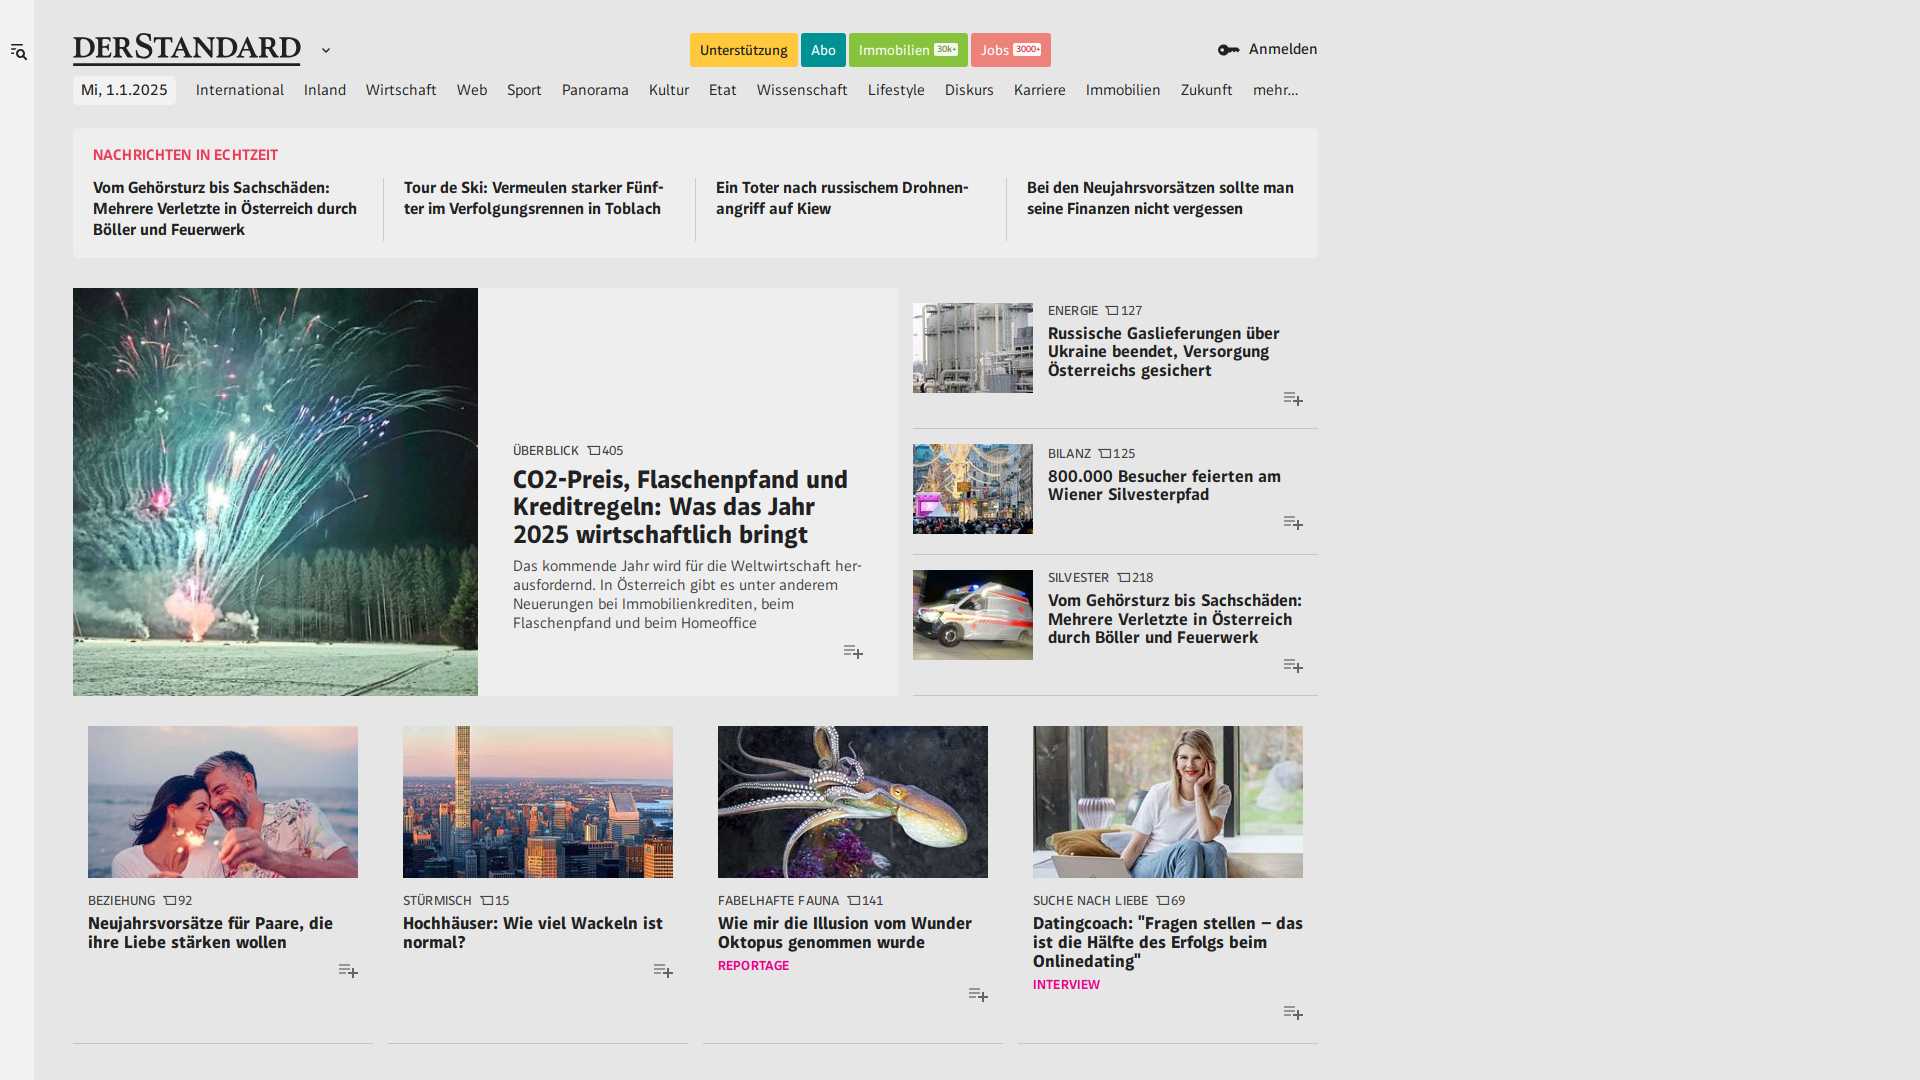 DERSTANDARD
Unterstützung
Abo
Immobilien 30k+
Jobs 3000+
Anmelden
Mi, 1.1.2025
International
Inland
Wirtschaft
Web
Sport
Panorama
Kultur
Etat
Wissenschaft
Lifestyle
Diskurs
Karriere
Immobilien
Zukunft
mehr...
NACHRICHTEN IN ECHTZEIT
Vom Gehörsturz bis Sachschäden:
Mehrere Verletzte in Österreich durch
Böller und Feuerwerk
Tour de Ski: Vermeulen starker Fünf-
ter im Verfolgungsrennen in Toblach
Ein Toter nach russischem Drohnen-
angriff auf Kiew
Bei den Neujahrsvorsätzen sollte man
seine Finanzen nicht vergessen
ÜBERBLICK 405
CO2-Preis, Flaschenpfand und
Kreditregeln: Was das Jahr
2025 wirtschaftlich bringt
Das kommende Jahr wird für die Weltwirtschaft her-
ausfordernd. In Österreich gibt es unter anderem
Neuerungen bei Immobilienkrediten, beim
Flaschenpfand und beim Homeoffice
ENERGIE 127
Russische Gaslieferungen über
Ukraine beendet, Versorgung
Österreichs gesichert
BILANZ 125
800.000 Besucher feierten am
Wiener Silvesterpfad
SILVESTER 218
Vom Gehörsturz bis Sachschäden:
Mehrere Verletzte in Österreich
durch Böller und Feuerwerk
BEZIEHUNG 92
Neujahrsvorsätze für Paare, die
ihre Liebe stärken wollen
STÜRMISCH 15
Hochhäuser: Wie viel Wackeln ist
normal?
FABELHAFTE FAUNA 141
Wie mir die Illusion vom Wunder
Oktopus genommen wurde
REPORTAGE
SUCHE NACH LIEBE 69
Datingcoach: "Fragen stellen – das
ist die Hälfte des Erfolgs beim
Onlinedating"
INTERVIEW